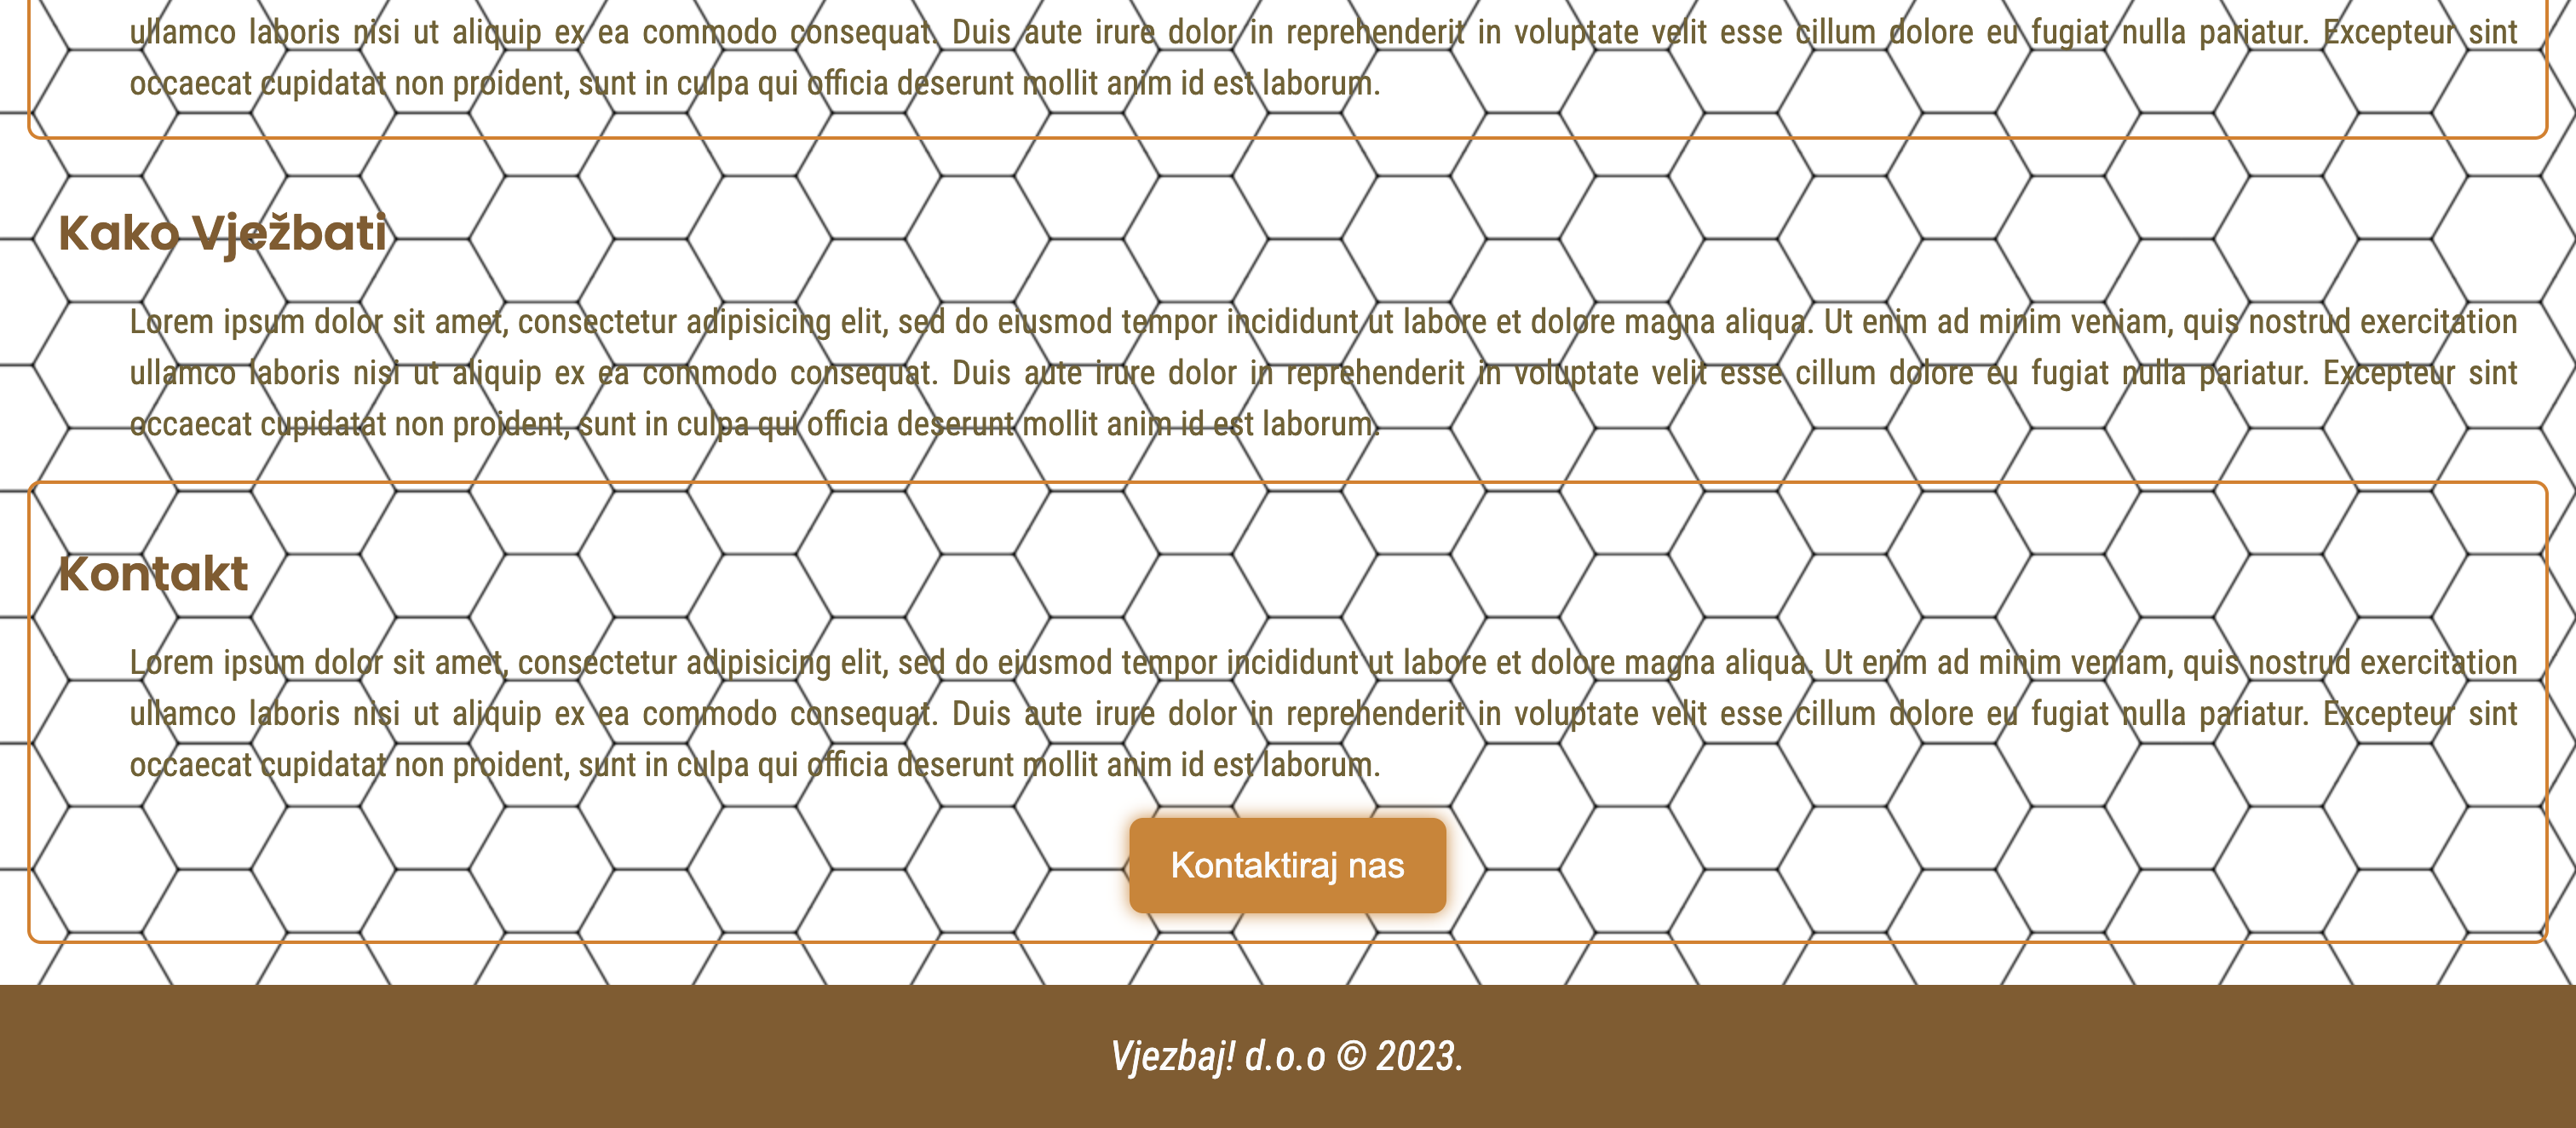 ullamco laboris nisi ut aliquip ex ea commodo consequat. Duis aute irure dolor in reprehenderit in voluptate velit esse cillum dolore eu fugiat nulla pariatur. Excepteur sint
occaecat cupidatat non proident, sunt in culpa qui officia deserunt mollit anim id est laborum.
Kako Vježbati
Lorem ipsum dolor sit amet, consectetur adipisicing elit, sed do eiusmod tempor incididunt ut labore et dolore magna aliqua. Ut enim ad minim veniam, quis nostrud exercitation
ullamco laboris nisi ut aliquip ex ea commodo consequat. Duis aute irure dolor in reprehenderit in voluptate velit esse cillum dolore eu fugiat nulla pariatur. Excepteur sint
occaecat cupidatat non proident, sunt in culpa qui officia deserunt mollit anim id est laborum.
Kontakt
Lorem ipsum dolor sit amet, consectetur adipisicing elit, sed do eiusmod tempor incididunt ut labore et dolore magna aliqua. Ut enim ad minim veniam, quis nostrud exercitation
ullamco laboris nisi ut aliquip ex ea commodo consequat. Duis aute irure dolor in reprehenderit in voluptate velit esse cillum dolore eu fugiat nulla pariatur. Excepteur sint
occaecat cupidatat non proident, sunt in culpa qui officia deserunt mollit anim id est laborum.
Kontaktiraj nas
Vjezbaj! d.o.o © 2023.